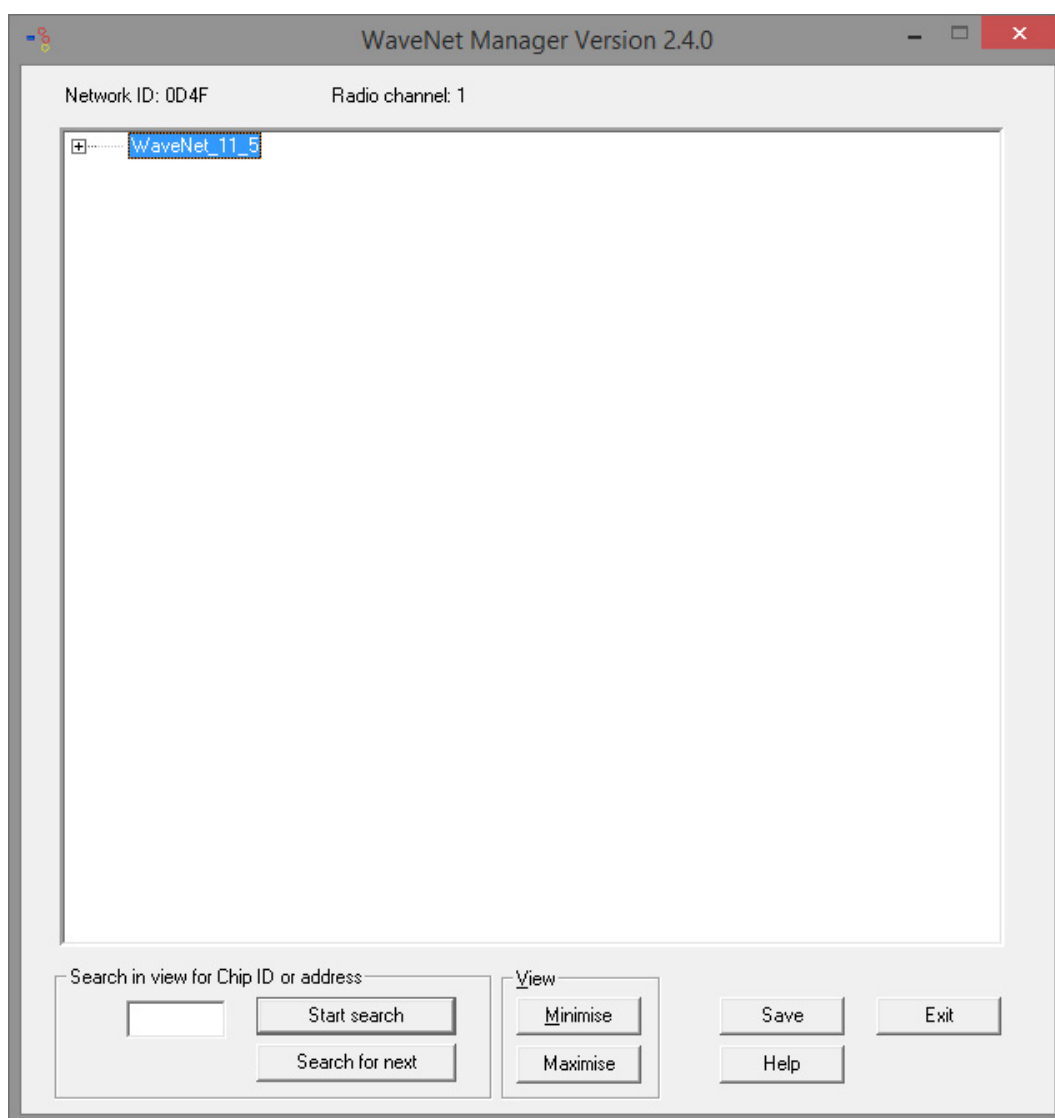 WaveNet Manager Version 2.4.0
Network ID: 0D4F Radio channel: 1
WaveNet_11_5
Search in view for Chip ID or address
Start search
Search for next
View
Minimise
Maximise
Save
Help
Exit